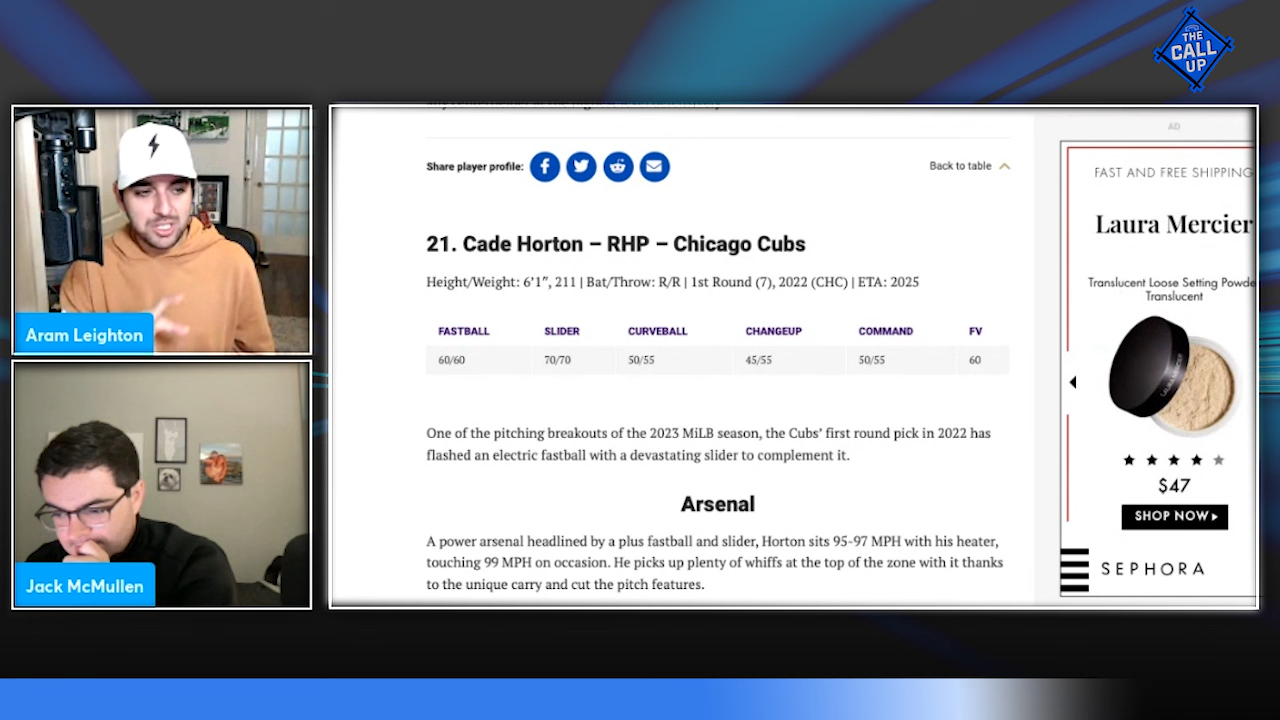 THE
CALL
UP
Aram Leighton
Jack McMullen
Share player profile:
Back to table
21. Cade Horton – RHP – Chicago Cubs
Height/Weight: 6'1", 211 | Bat/Throw: R/R | 1st Round (7), 2022 (CHC) | ETA: 2025
FASTBALL SLIDER CURVEBALL CHANGEUP COMMAND FV
60/60 70/70 50/55 45/55 50/55 60
One of the pitching breakouts of the 2023 MiLB season, the Cubs' first round pick in 2022 has
flashed an electric fastball with a devastating slider to complement it.
Arsenal
A power arsenal headlined by a plus fastball and slider, Horton sits 95-97 MPH with his heater,
touching 99 MPH on occasion. He picks up plenty of whiffs at the top of the zone with it thanks
to the unique carry and cut the pitch features.
AD
FAST AND FREE SHIPPING
Laura Mercier
Translucent Loose Setting Powde
Translucent
$47
SHOP NOW
SEPHORA